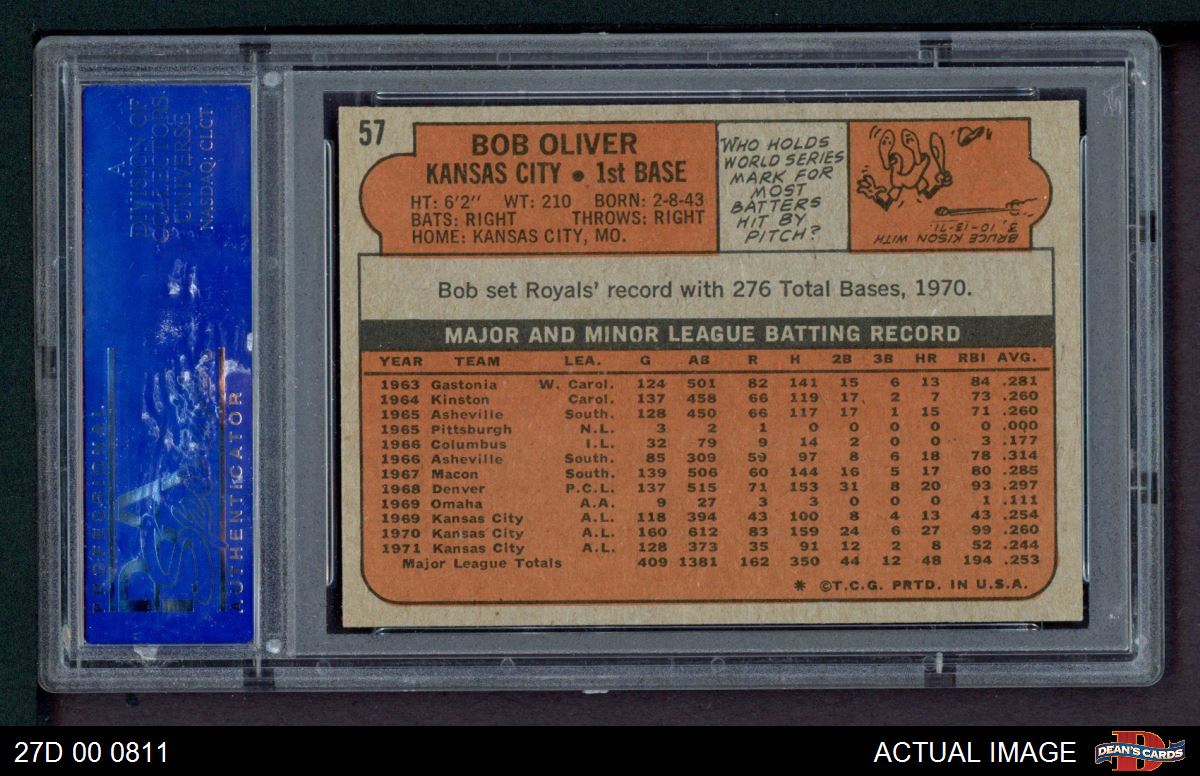 A
DIVISION OF
COLLECTORS
UNIVERSE
NASDAQ: CLCT
PROFESSIONAL
PSA
AUTHENTICATOR
57
BOB OLIVER
KANSAS CITY • 1st BASE
HT: 6'2" WT: 210 BORN: 2-8-43
BATS: RIGHT THROWS: RIGHT
HOME: KANSAS CITY, MO.
WHO HOLDS
WORLD SERIES
MARK FOR
MOST
BATTERS
HIT BY
PITCH?
BRUCE KISON WITH
3, 10-13-71.
Bob set Royals' record with 276 Total Bases, 1970.
MAJOR AND MINOR LEAGUE BATTING RECORD
YEAR TEAM LEA. G AB R H 2B 3B HR RBI AVG.
1963 Gastonia W. Carol. 124 501 82 141 15 6 13 84 .281
1964 Kinston Carol. 137 458 66 119 17 2 7 73 .260
1965 Asheville South. 128 450 66 117 17 1 15 71 .260
1965 Pittsburgh N.L. 3 2 1 0 0 0 0 0 .000
1966 Columbus I.L. 32 79 9 14 2 0 0 3 .177
1966 Asheville South. 85 309 59 97 8 6 18 78 .314
1967 Macon South. 139 506 60 144 16 5 17 80 .285
1968 Denver P.C.L. 137 515 71 153 31 8 20 93 .297
1969 Omaha A.A. 9 27 3 3 0 0 0 1 .111
1969 Kansas City A.L. 118 394 43 100 8 4 13 43 .254
1970 Kansas City A.L. 160 612 83 159 24 6 27 99 .260
1971 Kansas City A.L. 128 373 35 91 12 2 8 52 .244
Major League Totals 409 1381 162 350 44 12 48 194 .253
* ©T.C.G. PRTD. IN U.S.A.
27D 00 0811
ACTUAL IMAGE
DEAN'S CARDS